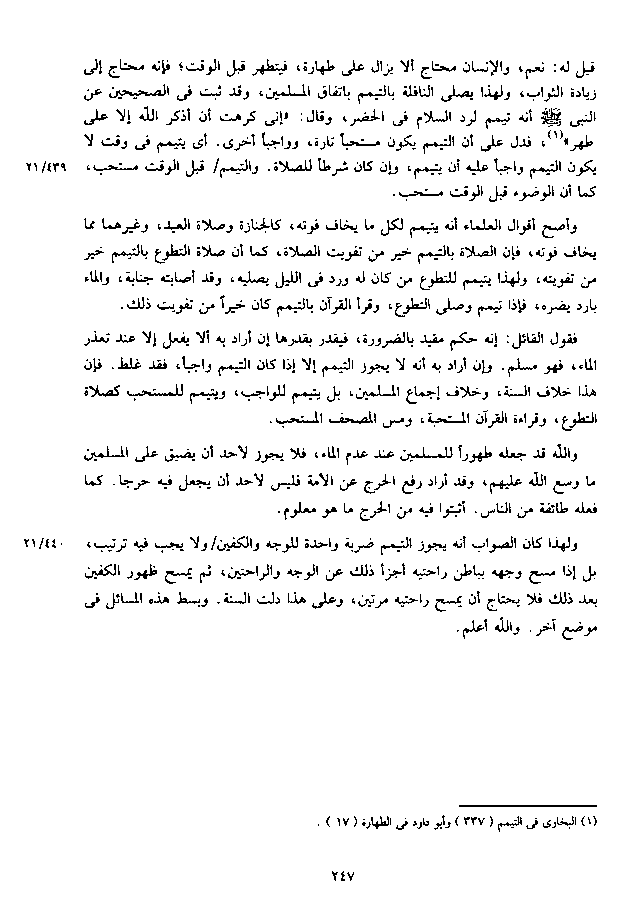 قيل له: نعم، والإنسان محتاج ألا يزال على طهارة، فيتطهر قبل الوقت؛ فإنه محتاج إلى
زيادة الثواب، ولهذا يصلى النافلة بالتيمم باتفاق المسلمين، وقد ثبت فى الصحيحين عن
النبى ﷺ أنه تيمم لرد السلام فى الحضر، وقال: «إنى كرهت أن أذكر الله إلا على
طهر»(١)، فدل على أن التيمم يكون مستحباً تارة، وواجباً أخرى. أى يتيمم فى وقت لا
يكون التيمم واجباً عليه أن يتيمم، وإن كان شرطاً للصلاة. والتيمم/ قبل الوقت مستحب، ٢١/٤٣٩
كما أن الوضوء قبل الوقت مستحب.
وأصح أقوال العلماء أنه يتيمم لكل ما يخاف فوته، كالجنازة وصلاة العيد، وغيرهما مما
يخاف فوته، فإن الصلاة بالتيمم خير من تفويت الصلاة، كما أن صلاة التطوع بالتيمم خير
من تفويته، ولهذا يتيمم للتطوع من كان له ورد فى الليل يصليه، وقد أصابته جنابة، والماء
بارد يضره، فإذا تيمم وصلى التطوع، وقرأ القرآن بالتيمم كان خيراً من تفويت ذلك.
فقول القائل: إنه حكم مقيد بالضرورة، فيقدر بقدرها إن أراد به ألا يفعل إلا عند تعذر
الماء، فهو مسلم. وإن أراد به أنه لا يجوز التيمم إلا إذا كان التيمم واجباً، فقد غلط. فإن
هذا خلاف السنة، وخلاف إجماع المسلمين، بل يتيمم للواجب، ويتيمم للمستحب كصلاة
التطوع، وقراءة القرآن المستحبة، ومس المصحف المستحب.
والله قد جعله طهوراً للمسلمين عند عدم الماء، فلا يجوز لأحد أن يضيق على المسلمين
ما وسع الله عليهم، وقد أراد رفع الحرج عن الأمة فليس لأحد أن يجعل فيه حرجا. كما
فعله طائفة من الناس. أثبتوا فيه من الحرج ما هو معلوم.
ولهذا كان الصواب أنه يجوز التيمم ضربة واحدة للوجه والكفين/ ولا يجب فيه ترتيب، ٢١/٤٤٠
بل إذا مسح وجهه بباطن راحتيه أجزأ ذلك عن الوجه والراحتين، ثم يمسح ظهور الكفين
بعد ذلك فلا يحتاج أن يمسح راحتيه مرتين، وعلى هذا دلت السنة. وبسط هذه المسائل فى
موضع آخر. والله أعلم.
(١) البخارى فى التيمم ( ٣٣٧ ) وأبو داود فى الطهارة ( ١٧ ) .
٢٤٧